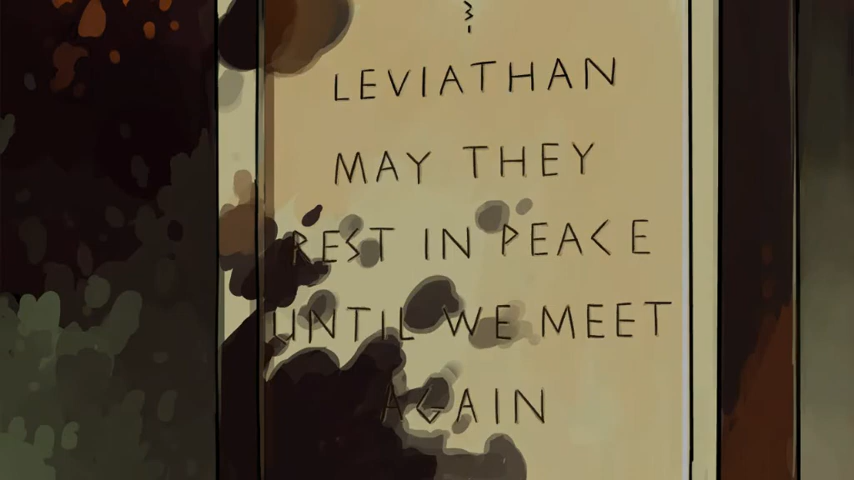 &
LEVIATHAN
MAY THEY
REST IN PEACE
UNTIL WE MEET
AGAIN